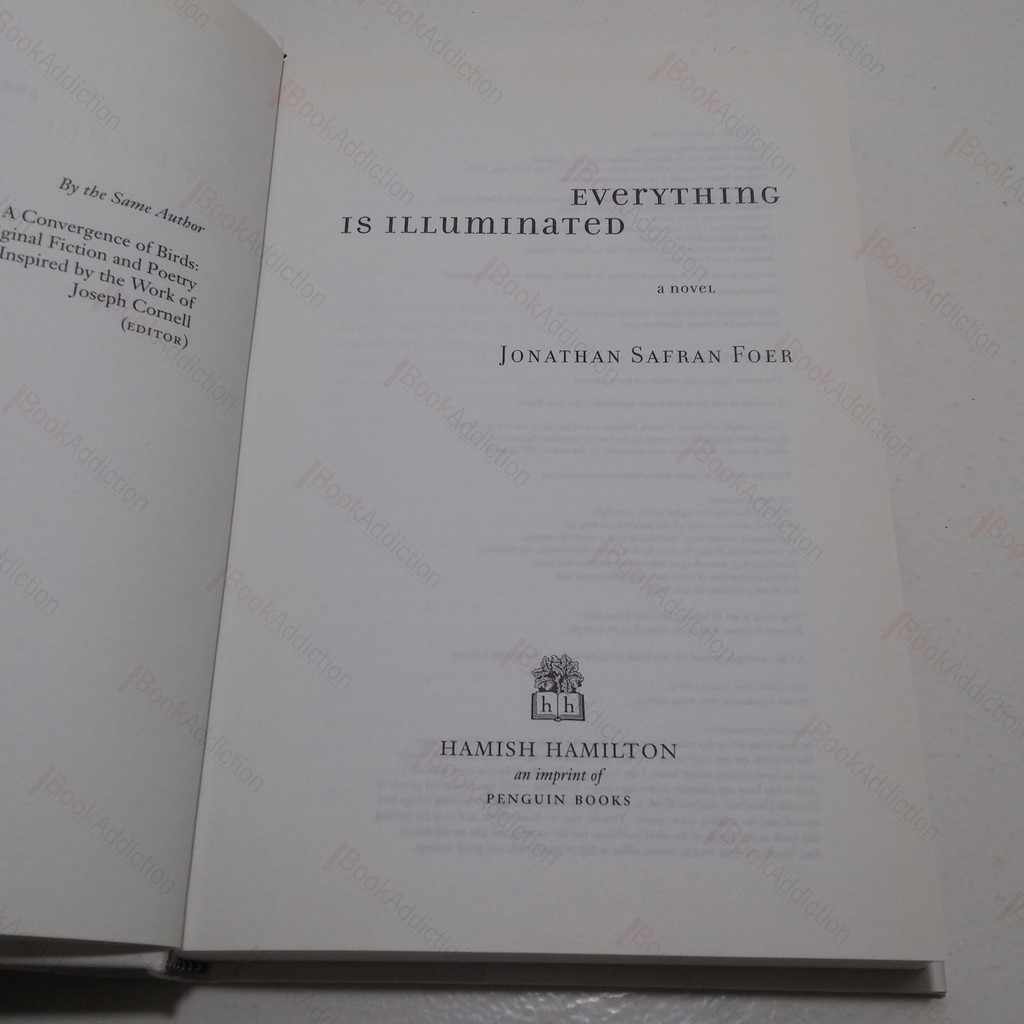 By the Same Author
A Convergence of Birds:
ginal Fiction and Poetry
Inspired by the Work of
Joseph Cornell
(EDITOR)
EVERYTHING
IS ILLUMINATED
a novel
JONATHAN SAFRAN FOER
h h
HAMISH HAMILTON
an imprint of
PENGUIN BOOKS
BookAddiction